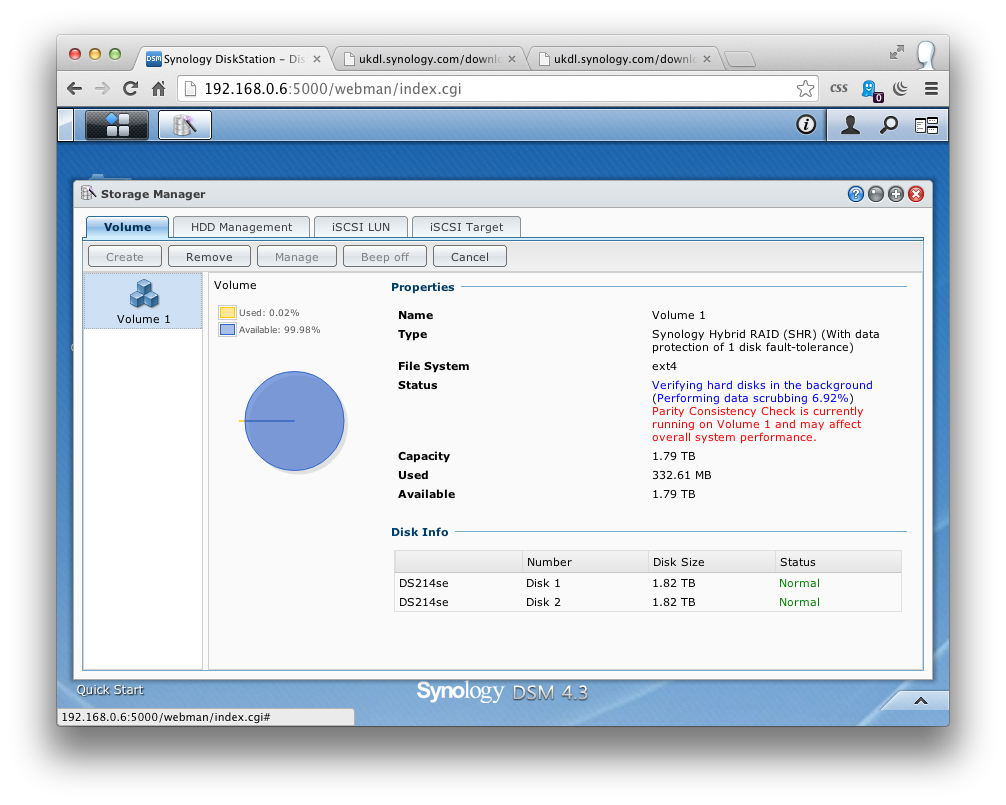 Synology DiskStation – Dis
ukdl.synology.com/downlo
ukdl.synology.com/downlo
192.168.0.6:5000/webman/index.cgi
CSS
0
Storage Manager
Volume
HDD Management
iSCSI LUN
iSCSI Target
Create
Remove
Manage
Beep off
Cancel
Volume 1
Volume
Used: 0.02%
Available: 99.98%
Properties
Name Volume 1
Type Synology Hybrid RAID (SHR) (With data
protection of 1 disk fault-tolerance)
File System ext4
Status Verifying hard disks in the background
(Performing data scrubbing 6.92%)
Parity Consistency Check is currently
running on Volume 1 and may affect
overall system performance.
Capacity 1.79 TB
Used 332.61 MB
Available 1.79 TB
Disk Info
Number Disk Size Status
DS214se Disk 1 1.82 TB Normal
DS214se Disk 2 1.82 TB Normal
Quick Start
Synology DSM 4.3
192.168.0.6:5000/webman/index.cgi#